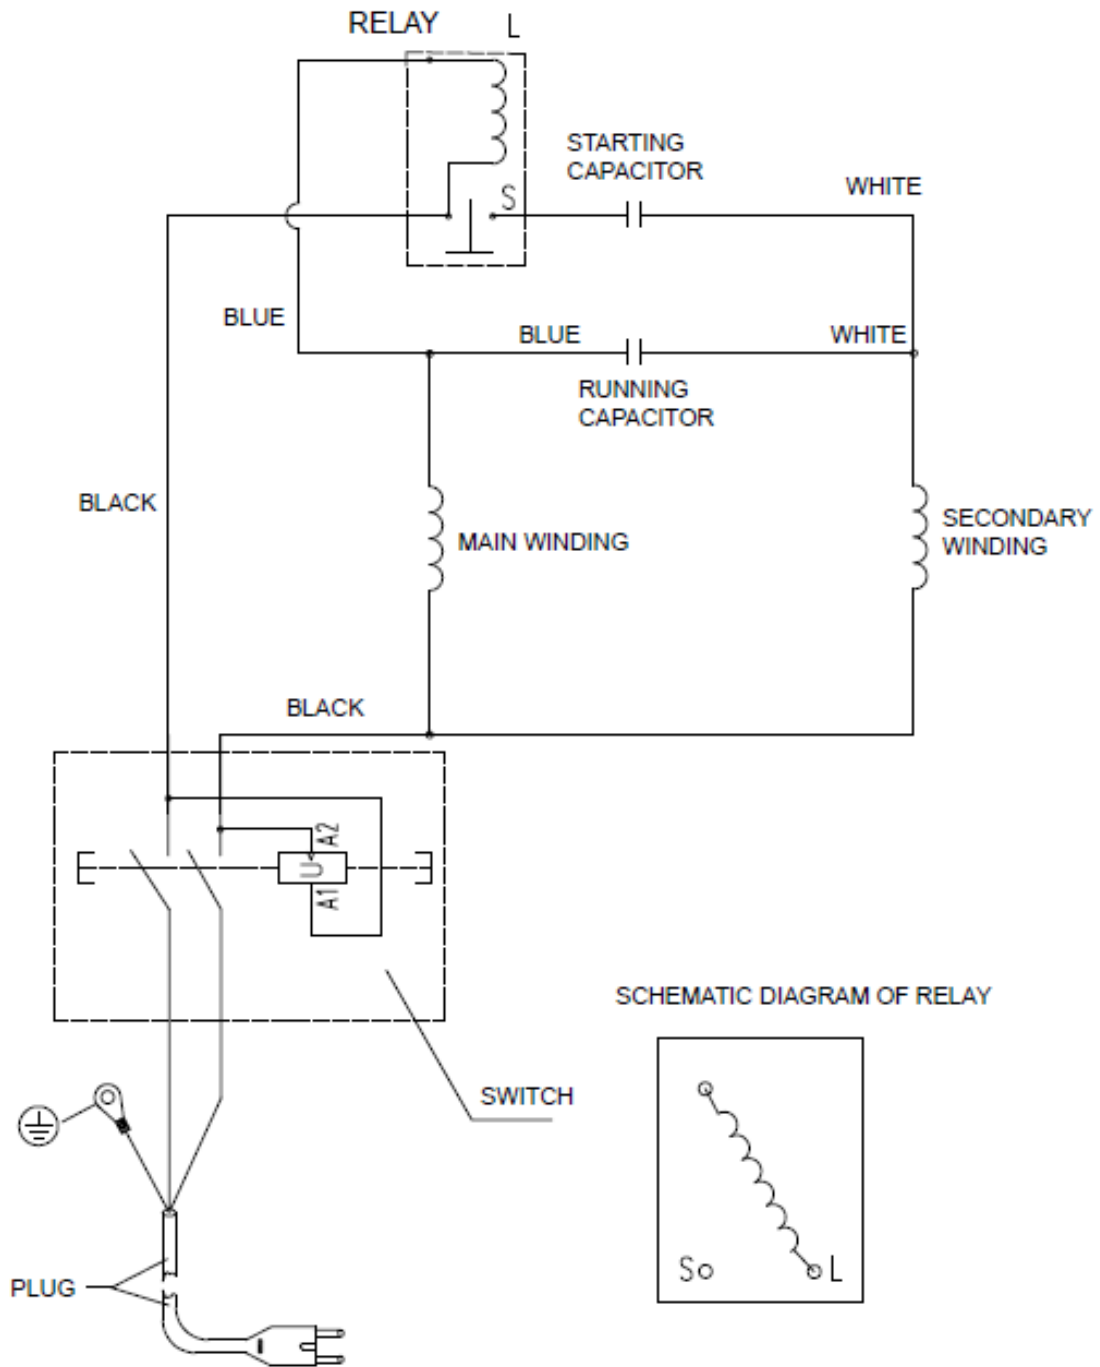 RELAY L
STARTING
CAPACITOR
WHITE
S
BLUE
BLUE
WHITE
RUNNING
CAPACITOR
BLACK
MAIN WINDING
SECONDARY
WINDING
BLACK
A2
U
A1
SCHEMATIC DIAGRAM OF RELAY
SWITCH
S
L
PLUG